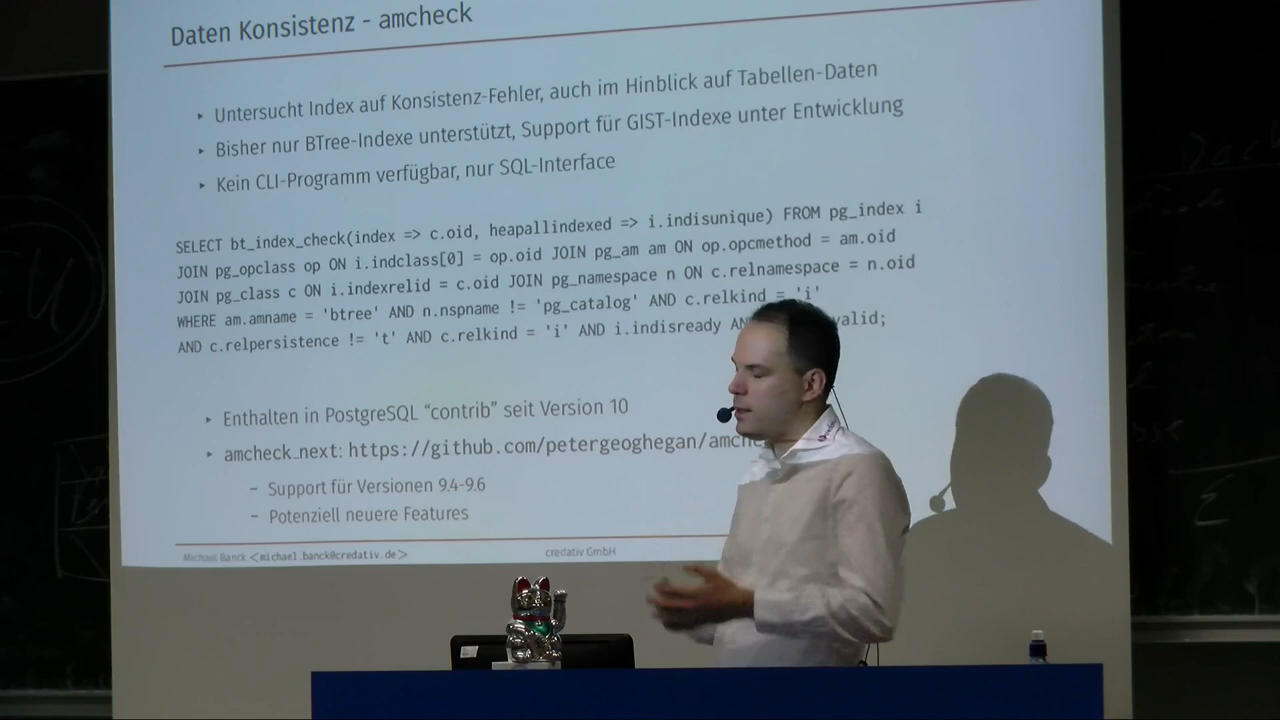 Daten Konsistenz - amcheck
‣ Untersucht Index auf Konsistenz-Fehler, auch im Hinblick auf Tabellen-Daten
‣ Bisher nur BTree-Indexe unterstützt, Support für GIST-Indexe unter Entwicklung
‣ Kein CLI-Programm verfügbar, nur SQL-Interface
SELECT bt_index_check(index => c.oid, heapallindexed => i.indisunique) FROM pg_index i
JOIN pg_opclass op ON i.indclass[0] = op.oid JOIN pg_am am ON op.opcmethod = am.oid
JOIN pg_class c ON i.indexrelid = c.oid JOIN pg_namespace n ON c.relnamespace = n.oid
WHERE am.amname = 'btree' AND n.nspname != 'pg_catalog' AND c.relkind = 'i'
AND c.relpersistence != 't' AND c.relkind = 'i' AND i.indisready AN valid;
‣ Enthalten in PostgreSQL “contrib” seit Version 10
‣ amcheck_next: https://github.com/petergeoghegan/amche
– Support für Versionen 9.4-9.6
– Potenziell neuere Features
Michael Banck <michael.banck@credativ.de> credativ GmbH